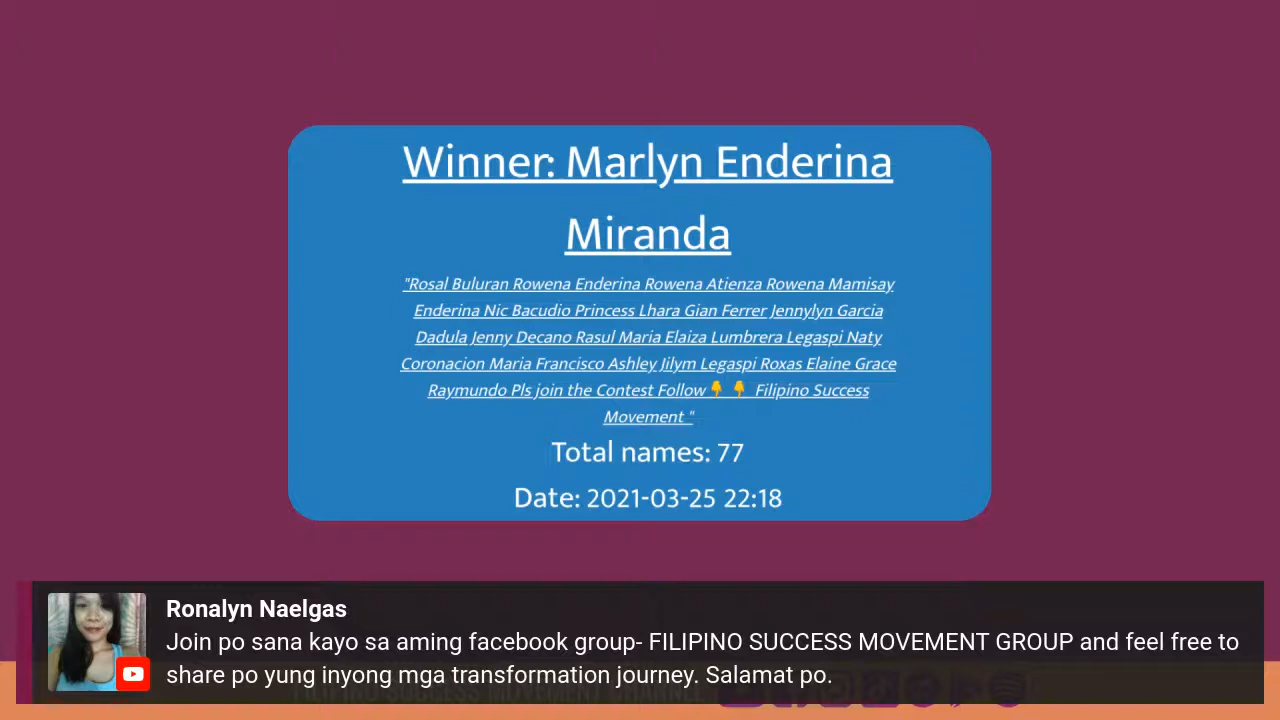 Winner: Marlyn Enderina
Miranda
"Rosal Buluran Rowena Enderina Rowena Atienza Rowena Mamisay
Enderina Nic Bacudio Princess Lhara Gian Ferrer Jennylyn Garcia
Dadula Jenny Decano Rasul Maria Elaiza Lumbrera Legaspi Naty
Coronacion Maria Francisco Ashley Jilym Legaspi Roxas Elaine Grace
Raymundo Pls join the Contest Follow👇👇 Filipino Success
Movement "
Total names: 77
Date: 2021-03-25 22:18
Ronalyn Naelgas
Join po sana kayo sa aming facebook group- FILIPINO SUCCESS MOVEMENT GROUP and feel free to
share po yung inyong mga transformation journey. Salamat po.
FILIPINO SUCCESS MOVEMENT CHANNEL